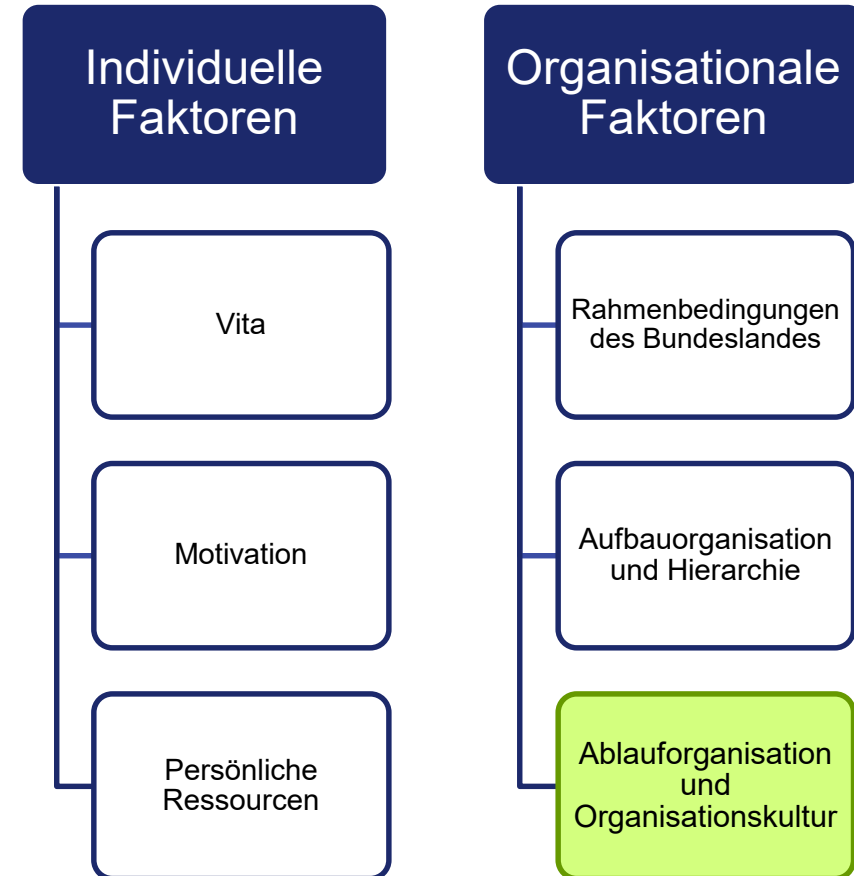 Individuelle
Faktoren
Vita
Motivation
Persönliche
Ressourcen
Organisationale
Faktoren
Rahmenbedingungen
des Bundeslandes
Aufbauorganisation
und Hierarchie
Ablauforganisation
und
Organisationskultur